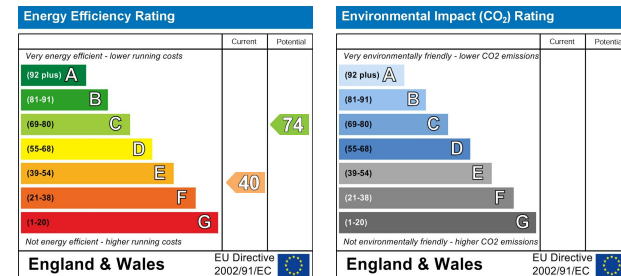 Energy Efficiency Rating
Current Potential
Very energy efficient - lower running costs
(92 plus) A
(81-91) B
(69-80) C
74
(55-68) D
(39-54) E
40
(21-38) F
(1-20) G
Not energy efficient - higher running costs
England & Wales
EU Directive
2002/91/EC
Environmental Impact (CO₂) Rating
Current Potentia
Very environmentally friendly - lower CO2 emissions
(92 plus) A
(81-91) B
(69-80) C
(55-68) D
(39-54) E
(21-38) F
(1-20) G
Not environmentally friendly - higher CO2 emissions
England & Wales
EU Directive
2002/91/EC